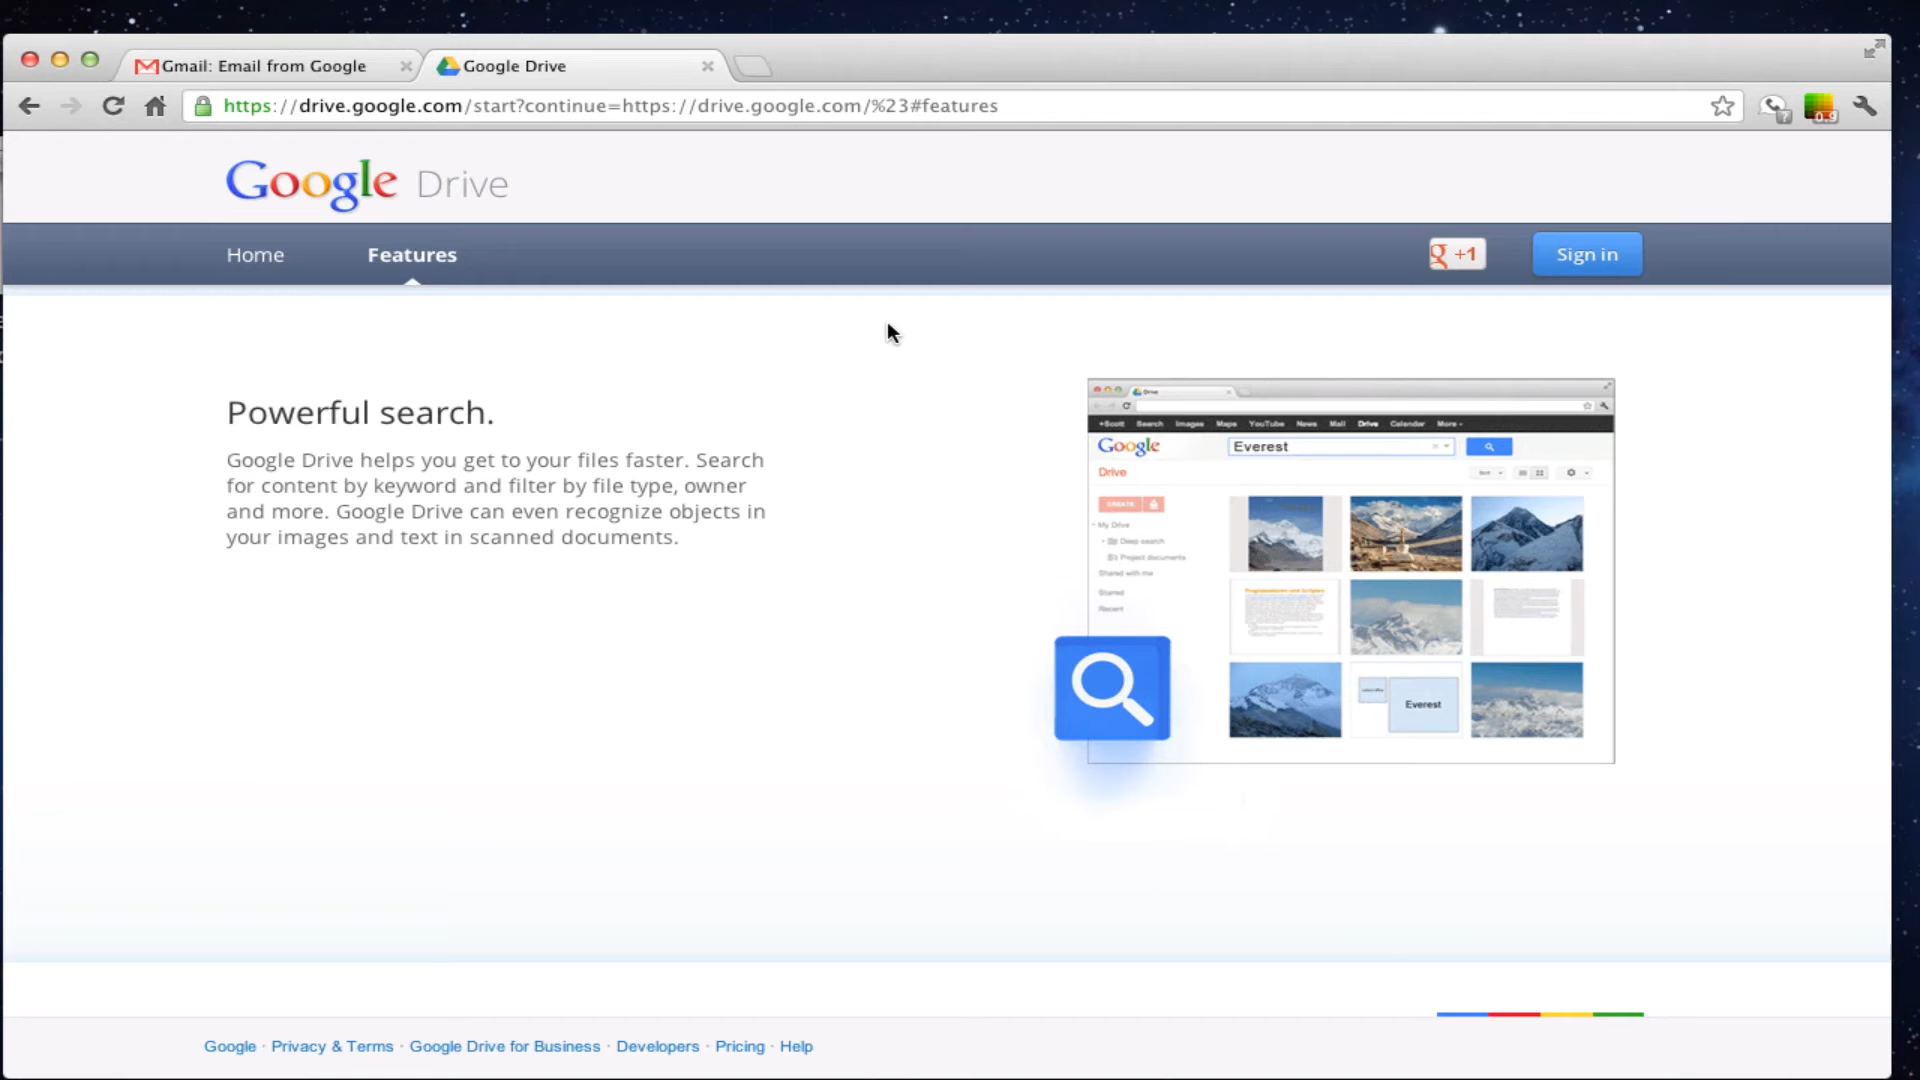 Gmail: Email from Google
Google Drive
https://drive.google.com/start?continue=https://drive.google.com/%23#features
0.9
Google Drive
Home
Features
g +1
Sign in
Powerful search.
Google Drive helps you get to your files faster. Search
for content by keyword and filter by file type, owner
and more. Google Drive can even recognize objects in
your images and text in scanned documents.
Drive
+Scott Search Images Maps YouTube News Mail Drive Calendar More
Google
Everest
Drive
Sort
CREATE
My Drive
Deep search
Project documents
Shared with me
Starred
Recent
Everest
Google · Privacy & Terms · Google Drive for Business · Developers · Pricing · Help